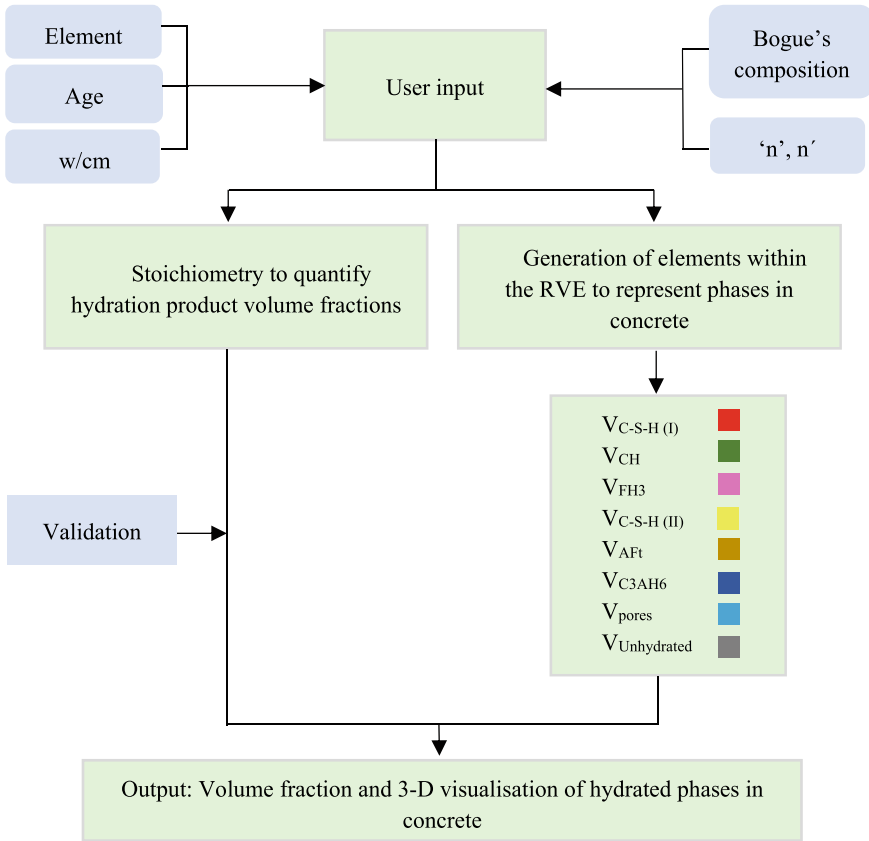 Element
Age
w/cm
User input
Bogue's
composition
‘n’, n´
Stoichiometry to quantify
hydration product volume fractions
Generation of elements within
the RVE to represent phases in
concrete
VC-S-H (I)
VCH
VFH3
VC-S-H (II)
VAFt
VC3AH6
Vpores
VUnhydrated
Validation
Output: Volume fraction and 3-D visualisation of hydrated phases in
concrete